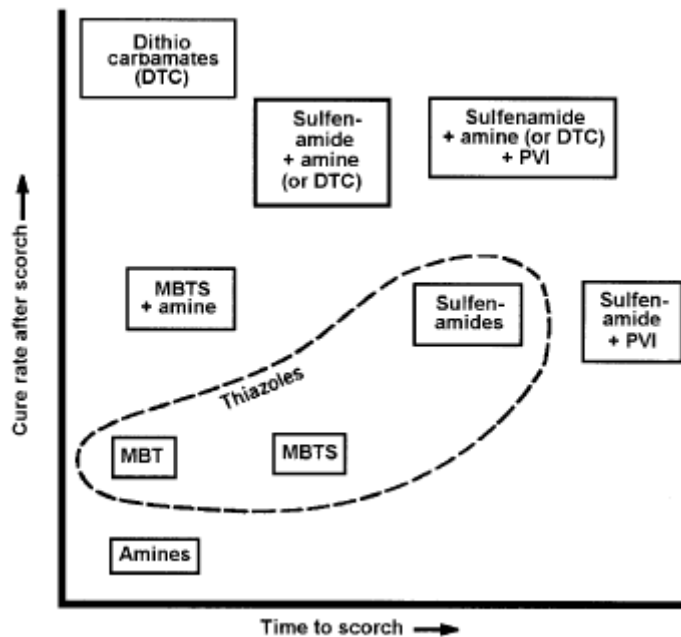 Dithio
carbamates
(DTC)
Sulfen-
amide
+ amine
(or DTC)
Sulfenamide
+ amine (or DTC)
+ PVI
MBTS
+ amine
Sulfen-
amides
Sulfen-
amide
+ PVI
Thiazoles
MBT
MBTS
Amines
Cure rate after scorch
Time to scorch